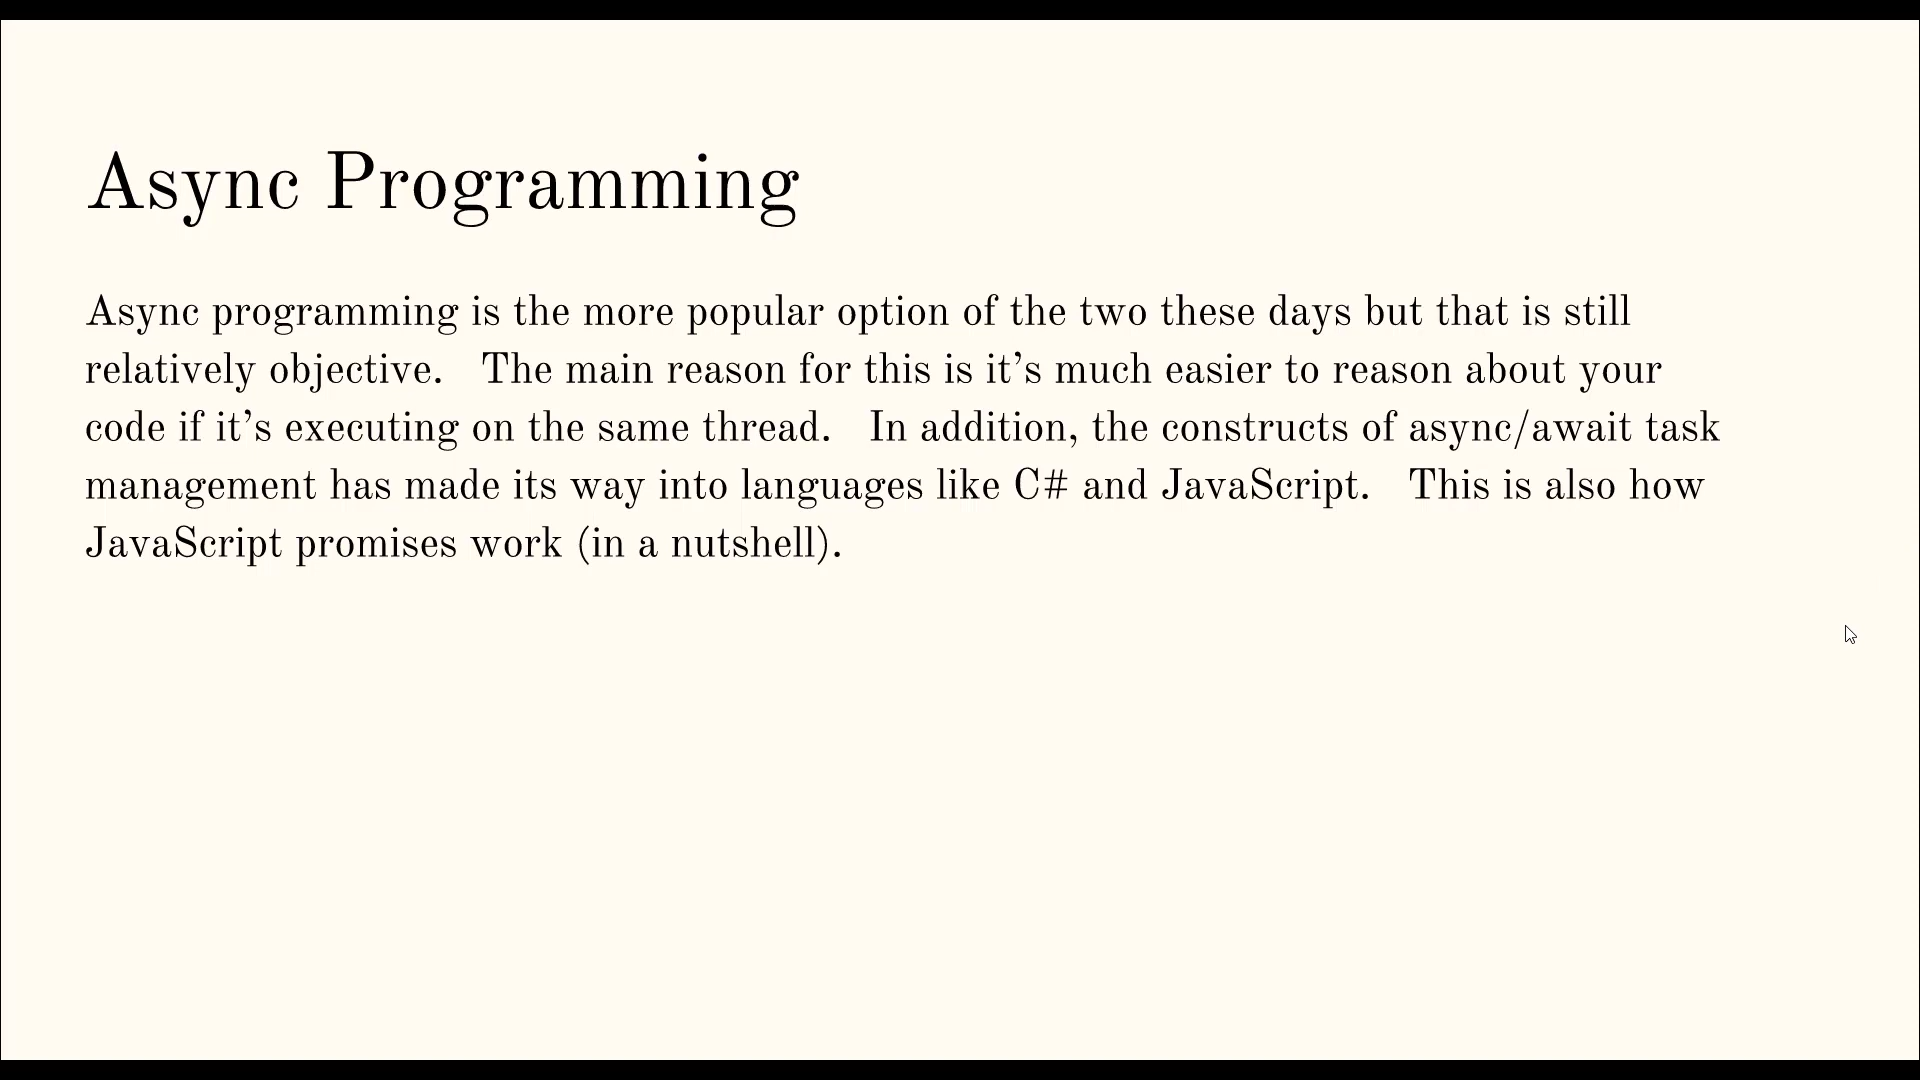 Async Programming
Async programming is the more popular option of the two these days but that is still
relatively objective.   The main reason for this is it’s much easier to reason about your
code if it’s executing on the same thread.   In addition, the constructs of async/await task
management has made its way into languages like C# and JavaScript.   This is also how
JavaScript promises work (in a nutshell).